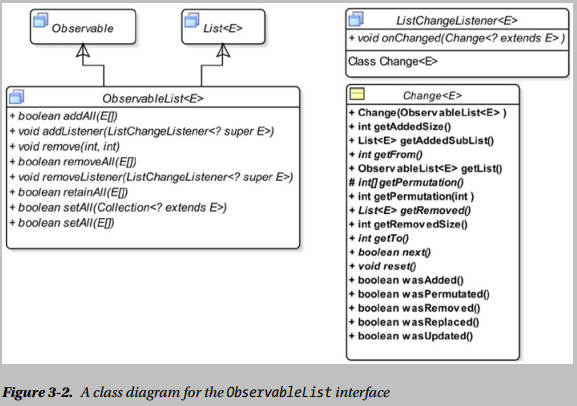 Observable
List<E>
ObservableList<E>
+ boolean addAll(E[])
+ void addListener(ListChangeListener<? super E>)
+ void remove(int, int)
+ boolean removeAll(E[])
+ void removeListener(ListChangeListener<? super E>)
+ boolean retainAll(E[])
+ boolean setAll(Collection<? extends E>)
+ boolean setAll(E[])
ListChangeListener<E>
+ void onChanged(Change<? extends E>)
Class Change<E>
Change<E>
+ Change(ObservableList<E> )
+ int getAddedSize()
+ List<E> getAddedSubList()
+ int getFrom()
+ ObservableList<E> getList()
# int[] getPermutation()
+ int getPermutation(int )
+ List<E> getRemoved()
+ int getRemovedSize()
+ int getTo()
+ boolean next()
+ void reset()
+ boolean wasAdded()
+ boolean wasPermutated()
+ boolean wasRemoved()
+ boolean wasReplaced()
+ boolean wasUpdated()
Figure 3-2. A class diagram for the ObservableList interface